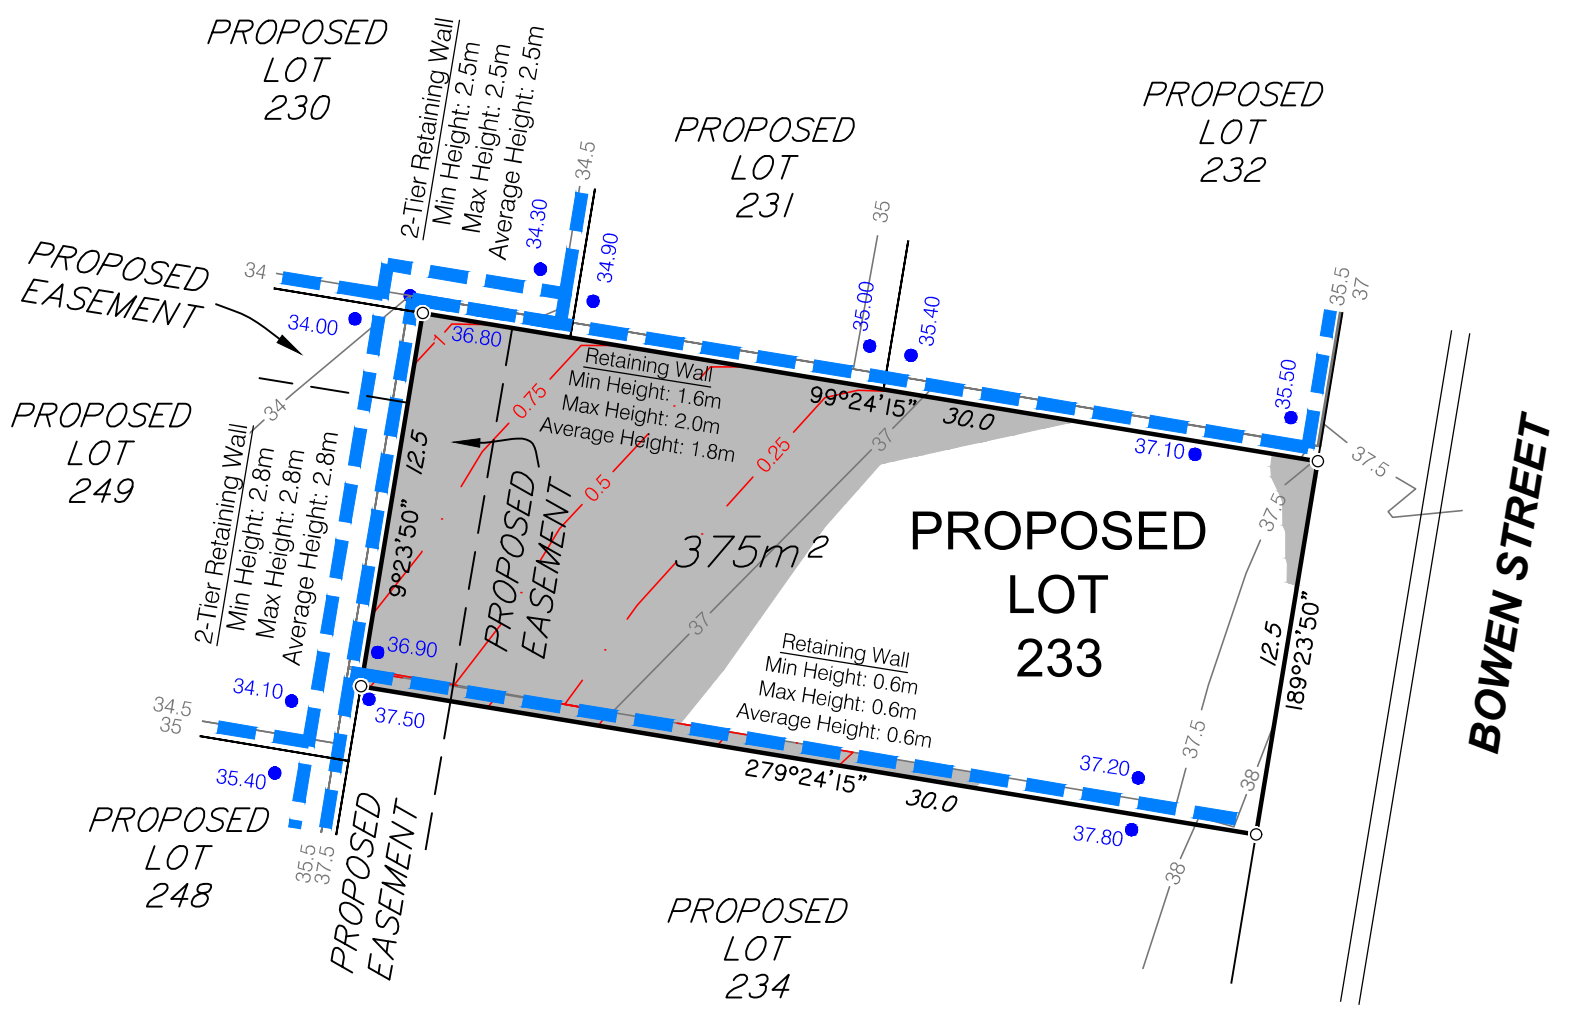 PROPOSED
LOT
230
2-Tier Retaining Wall
Min Height: 2.5m
Max Height: 2.5m
Average Height: 2.5m
34.5
34.30
34.90
PROPOSED
LOT
231
35
35.00
35.40
PROPOSED
LOT
232
35.5
37
35.50
PROPOSED
EASEMENT
34
34.00
34
36.80
1
0.75
0.5
0.25
Retaining Wall
Min Height: 1.6m
Max Height: 2.0m
Average Height: 1.8m
99°24'15"
30.0
37
37.10
37.5
37.5
PROPOSED
LOT
249
2-Tier Retaining Wall
Min Height: 2.8m
Max Height: 2.8m
Average Height: 2.8m
12.5
9°23'50"
PROPOSED
EASEMENT
375m²
37
PROPOSED
LOT
233
12.5
189°23'50"
BOWEN STREET
36.90
34.10
37.50
34.5
35
35.40
Retaining Wall
Min Height: 0.6m
Max Height: 0.6m
Average Height: 0.6m
279°24'15"
30.0
37.20
37.5
38
37.80
38
PROPOSED
LOT
248
35.5
37.5
PROPOSED
EASEMENT
PROPOSED
LOT
234